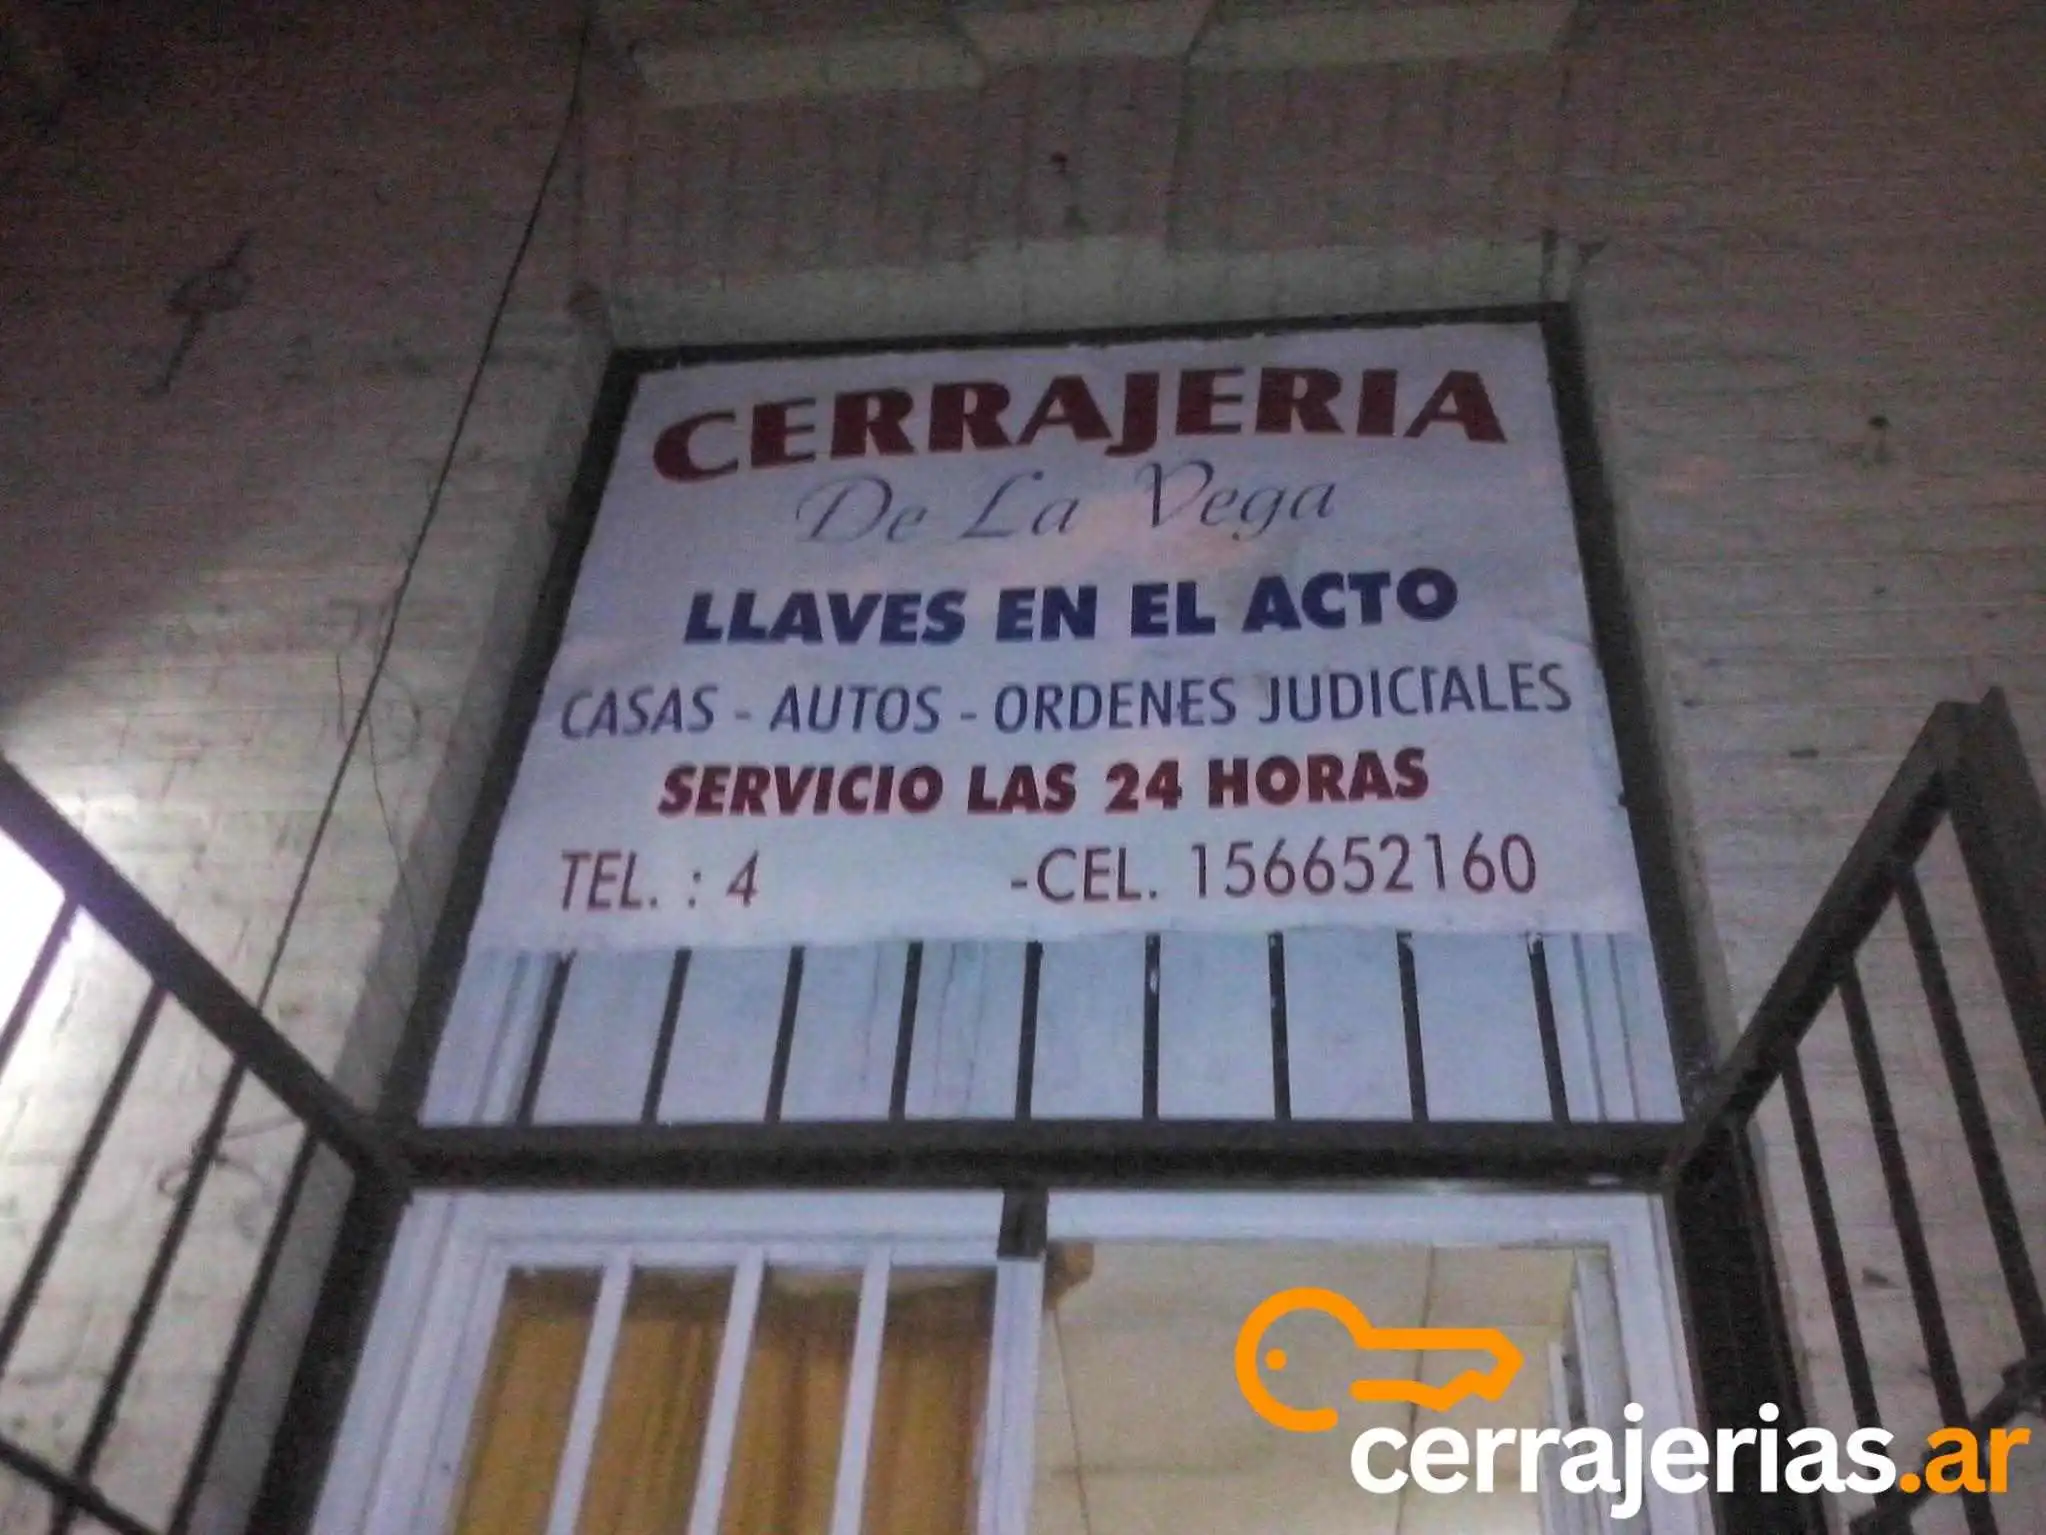 CERRAJERIA
De La Vega
LLAVES EN EL ACTO
CASAS - AUTOS - ORDENES JUDICIALES
SERVICIO LAS 24 HORAS
TEL. : 4 -CEL. 156652160
cerrajerias.ar